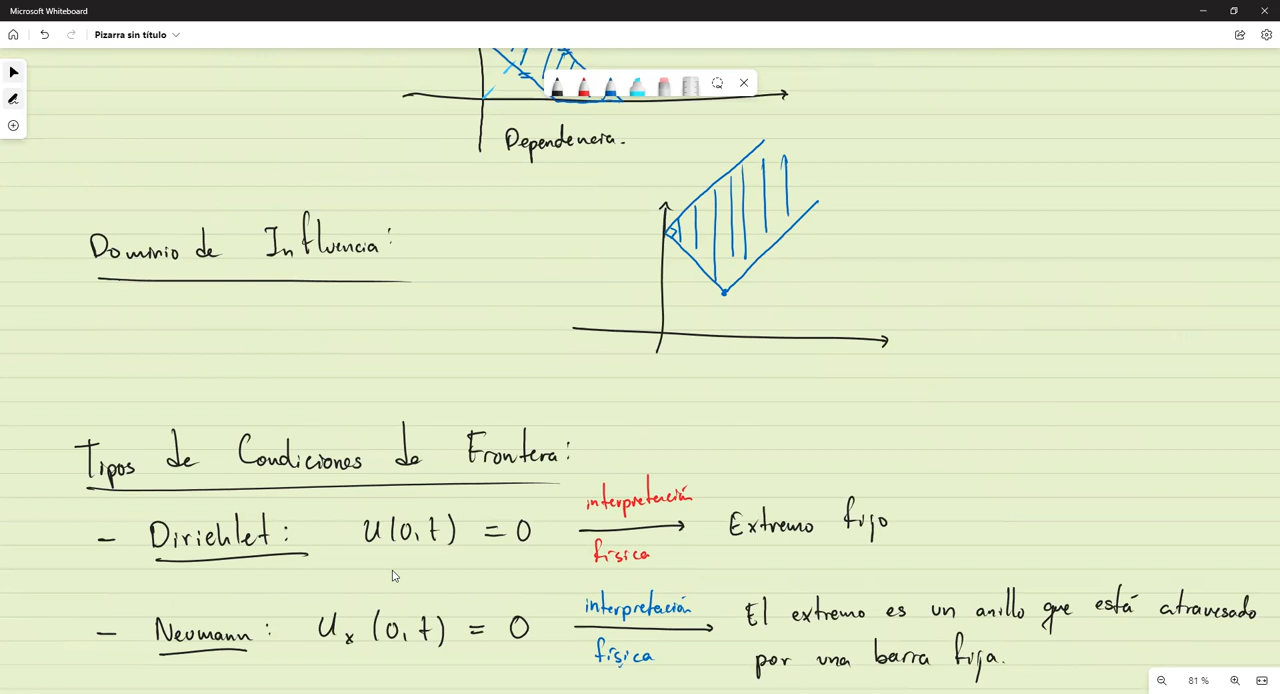 Microsoft Whiteboard
Pizarra sin título
Dependencia.
Dominio de Influencia:
Tipos de Condiciones de Frontera:
- Dirichlet: u(0,t) = 0 interpretación física Extremo fijo
- Neumann: u_x(0,t) = 0 interpretación física El extremo es un anillo que está atravesado
por una barra fija.
81 %